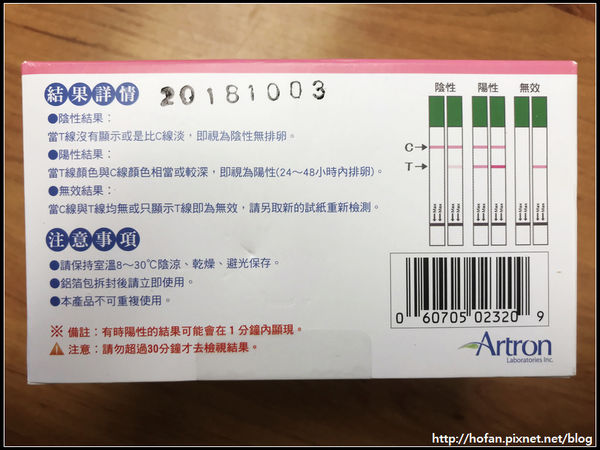 結果詳情
20181003
●陰性結果：
當T線沒有顯示或是比C線淡，即視為陰性無排卵。
●陽性結果：
當T線顏色與C線顏色相當或較深，即視為陽性(24～48小時內排卵)。
●無效結果：
當C線與T線均無或只顯示T線即為無效，請另取新的試紙重新檢測。
注意事項
●請保持室溫8～30℃陰涼、乾燥、避光保存。
●鋁箔包拆封後請立即使用。
●本產品不可重複使用。
※ 備註：有時陽性的結果可能會在１分鐘內顯現。
注意：請勿超過30分鐘才去檢視結果。
陰性 陽性 無效
C
T
Max Max Max Max Max Max
0 60705 02320 9
Artron
Laboratories Inc.
http://hofan.pixnet.net/blog